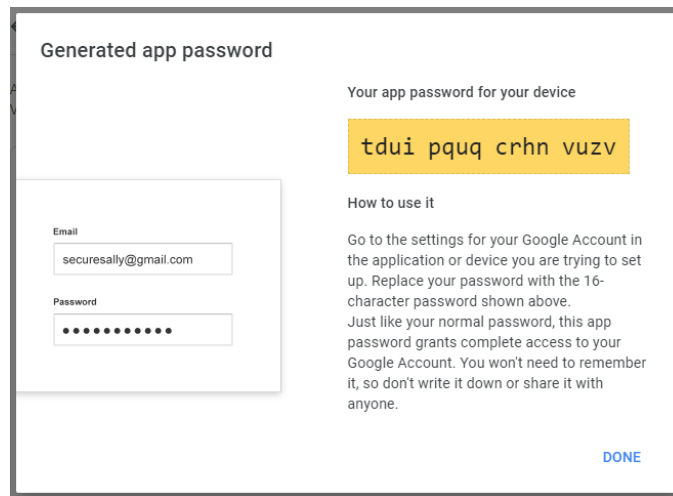 Generated app password
Your app password for your device
tdui pquq crhn vuzv
How to use it
Email
securesally@gmail.com
Password
●●●●●●●●●●●
Go to the settings for your Google Account in
the application or device you are trying to set
up. Replace your password with the 16-
character password shown above.
Just like your normal password, this app
password grants complete access to your
Google Account. You won't need to remember
it, so don't write it down or share it with
anyone.
DONE